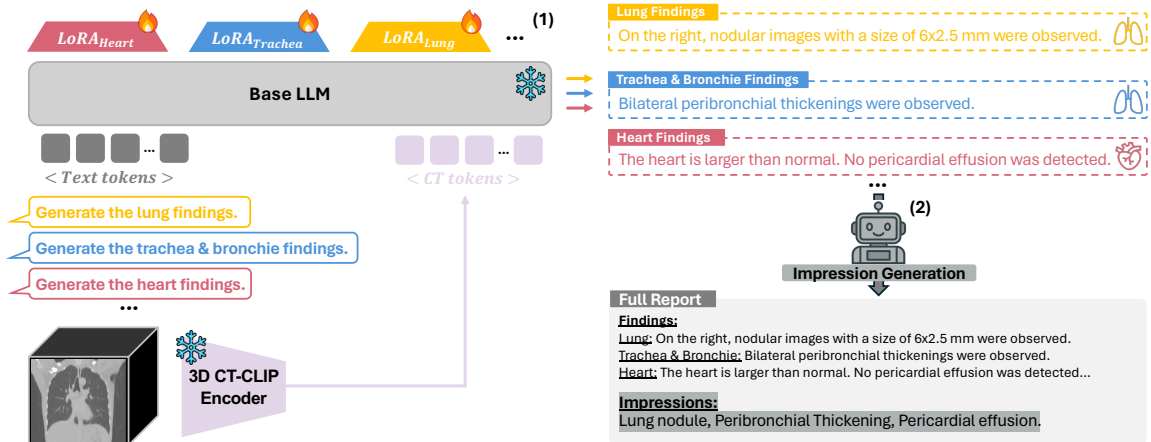 LoRA_Heart
LoRA_Trachea
LoRA_Lung
... (1)
Base LLM
...
< Text tokens >
...
< CT tokens >
Generate the lung findings.
Generate the trachea & bronchie findings.
Generate the heart findings.
...
3D CT-CLIP
Encoder
Lung Findings
On the right, nodular images with a size of 6x2.5 mm were observed.
Trachea & Bronchie Findings
Bilateral peribronchial thickenings were observed.
Heart Findings
The heart is larger than normal. No pericardial effusion was detected.
...
(2)
Impression Generation
Full Report
Findings:
Lung: On the right, nodular images with a size of 6x2.5 mm were observed.
Trachea & Bronchie: Bilateral peribronchial thickenings were observed.
Heart: The heart is larger than normal. No pericardial effusion was detected...
Impressions:
Lung nodule, Peribronchial Thickening, Pericardial effusion.